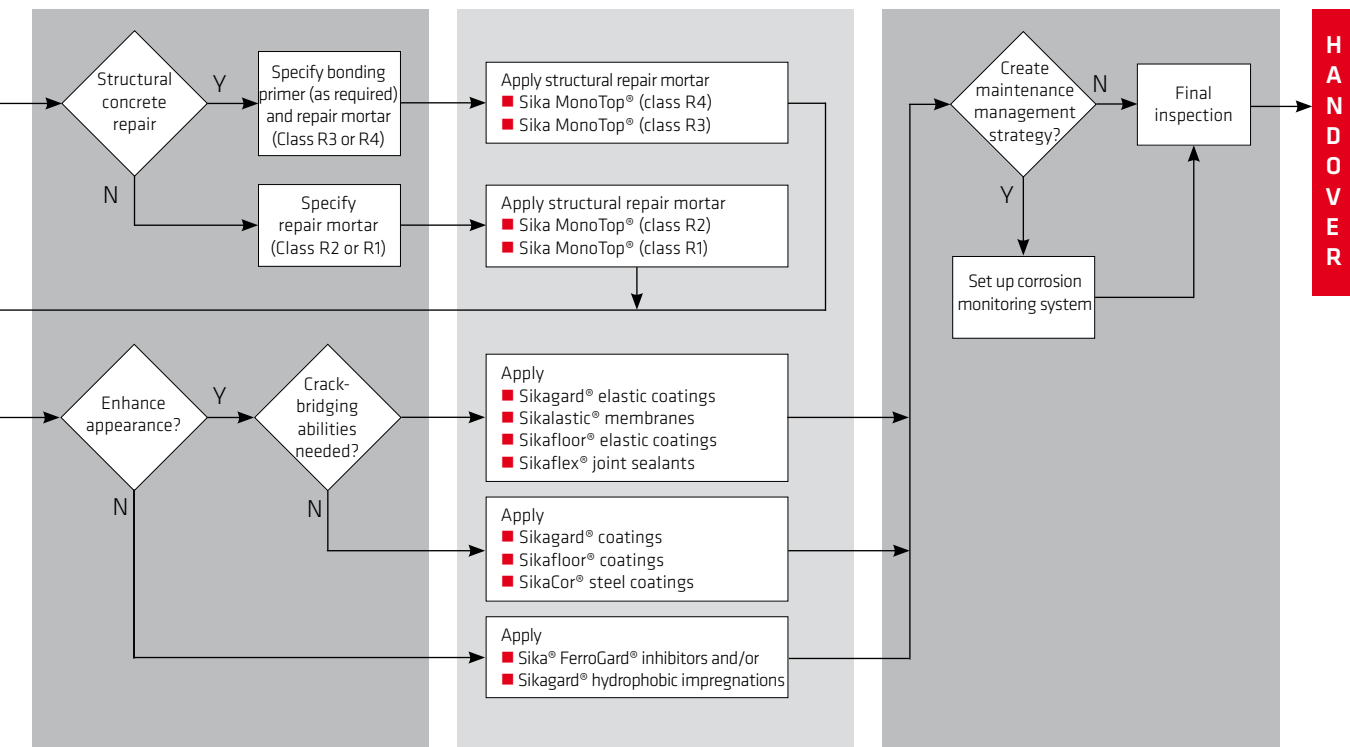 Structural
concrete
repair
Y
N
Specify bonding
primer (as required)
and repair mortar
(Class R3 or R4)
Specify
repair mortar
(Class R2 or R1)
Apply structural repair mortar
Sika MonoTop® (class R4)
Sika MonoTop® (class R3)
Apply structural repair mortar
Sika MonoTop® (class R2)
Sika MonoTop® (class R1)
Enhance
appearance?
Y
N
Crack-
bridging
abilities
needed?
N
Apply
Sikagard® elastic coatings
Sikalastic® membranes
Sikafloor® elastic coatings
Sikaflex® joint sealants
Apply
Sikagard® coatings
Sikafloor® coatings
SikaCor® steel coatings
Apply
Sika® FerroGard® inhibitors and/or
Sikagard® hydrophobic impregnations
Create
maintenance
management
strategy?
N
Y
Final
inspection
Set up corrosion
monitoring system
H
A
N
D
O
V
E
R